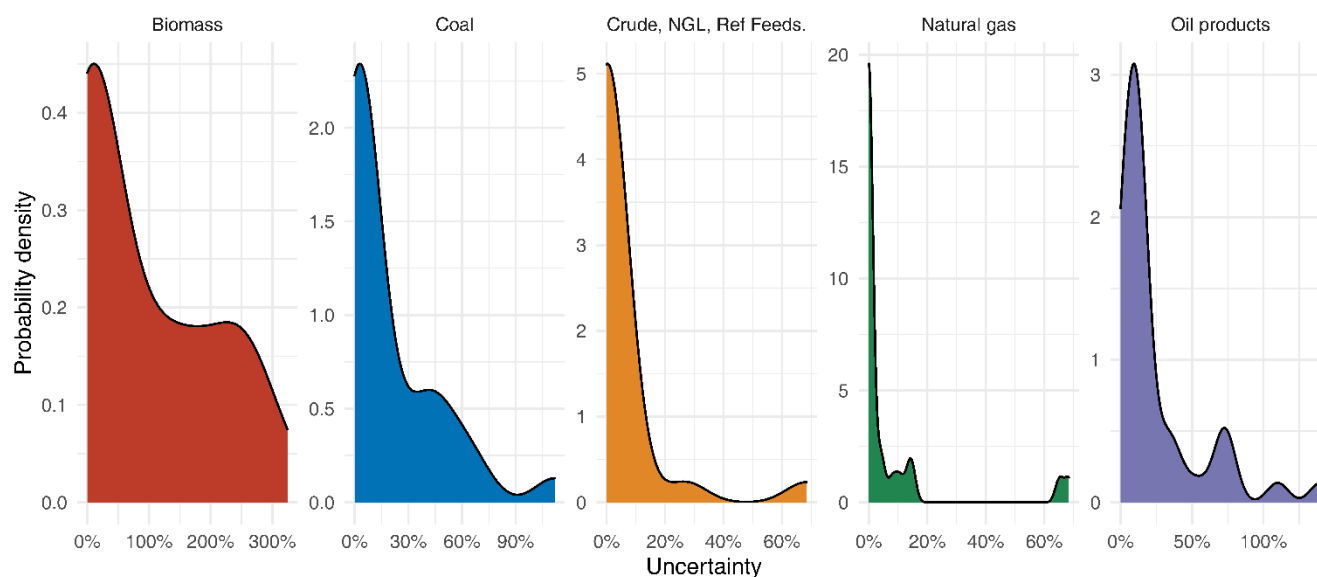 Biomass
Coal
Crude, NGL, Ref Feeds.
Natural gas
Oil products
Probability density
0.4
0.3
0.2
0.1
0.0
0% 100% 200% 300%
2.0
1.5
1.0
0.5
0.0
0% 30% 60% 90%
5
4
3
2
1
0
0% 20% 40% 60%
20
15
10
5
0
0% 20% 40% 60%
3
2
1
0
0% 50% 100%
Uncertainty